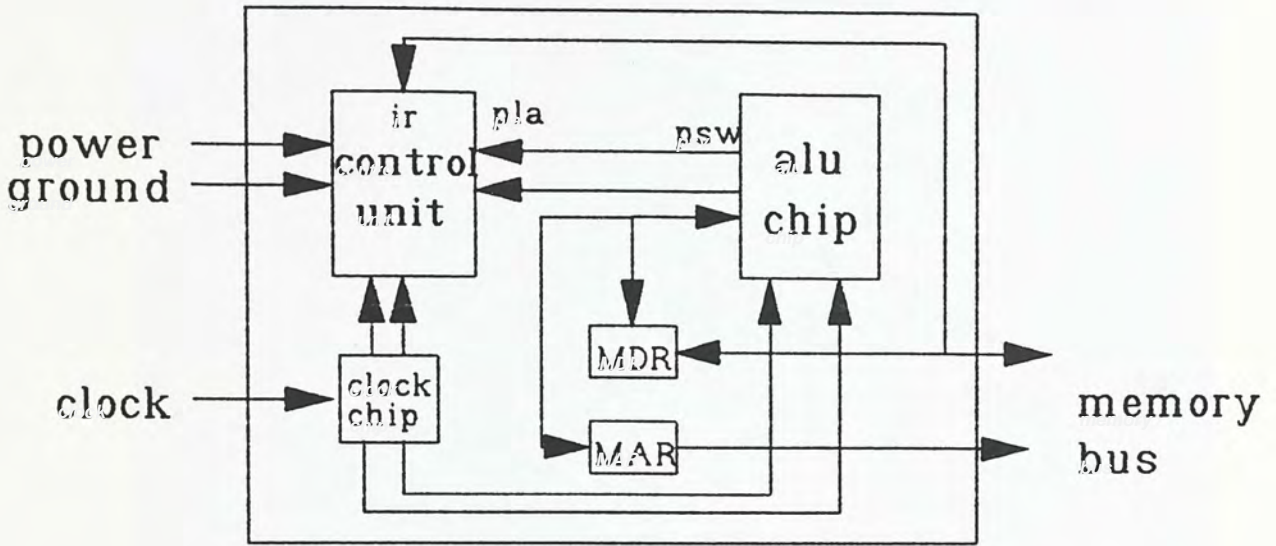 ir
pla
psw
power
control
alu
ground
unit
chip
MDR
clock
clock
chip
memory
MAR
bus